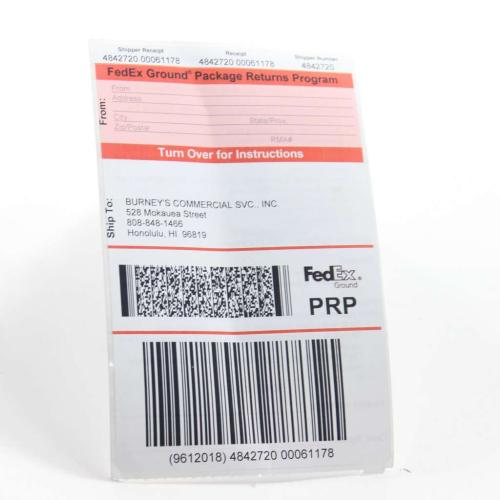 Shipper Receipt
4842720 00061178
Receipt
4842720 00061178
Shipper Number
4842720
FedEx Ground® Package Returns Program
From:
From
Address
City
State/Prov.
Zip/Postal
RMA#
Turn Over for Instructions
Ship To:
BURNEY'S COMMERCIAL SVC., INC
528 Mokauea Street
808-848-1466
Honolulu, HI 96819
FedEx®
Ground
PRP
(9612018) 4842720 00061178